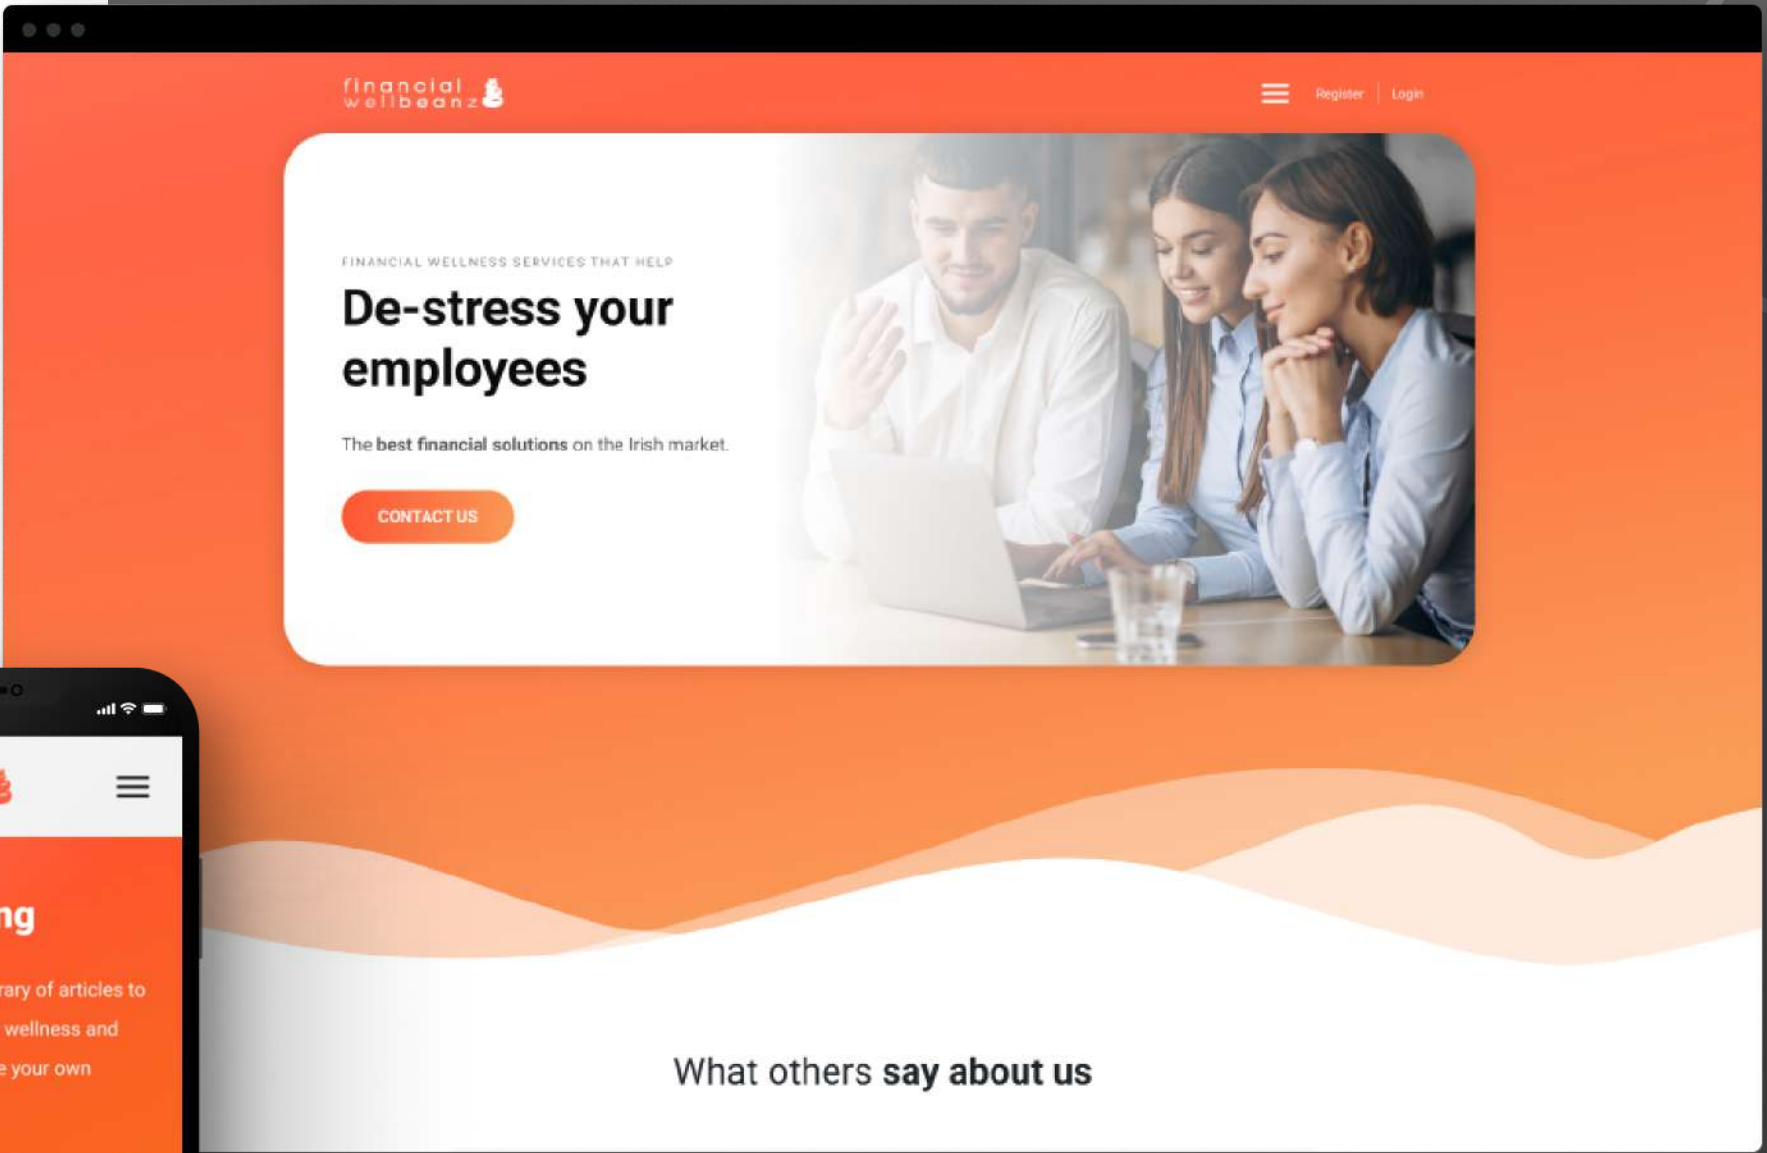 financial
wellbeanz
Register
Login
FINANCIAL WELLNESS SERVICES THAT HELP
De-stress your
employees
The best financial solutions on the Irish market.
CONTACT US
ng
rary of articles to
wellness and
e your own
What others say about us